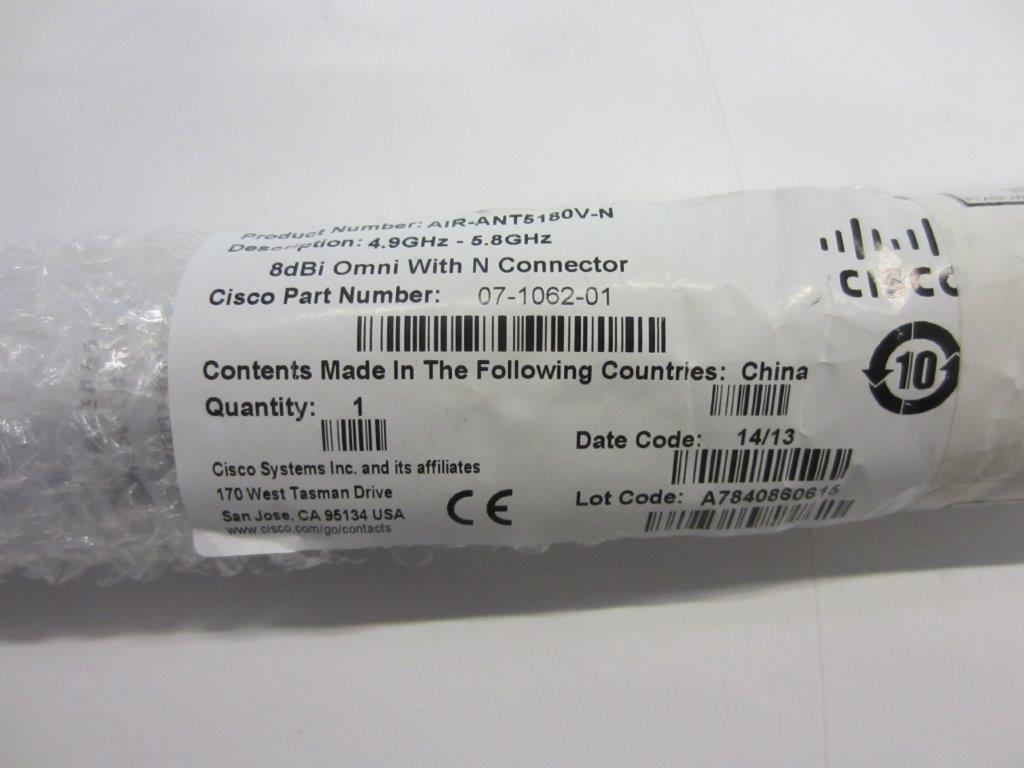 Product Number: AIR-ANT5180V-N
Description: 4.9GHz - 5.8GHz
8dBi Omni With N Connector
Cisco Part Number: 07-1062-01
CISCO
Contents Made In The Following Countries: China
10
Quantity: 1
Date Code: 14/13
Cisco Systems Inc. and its affiliates
170 West Tasman Drive
San Jose, CA 95134 USA
www.cisco.com/go/contacts
CE
Lot Code: A7840860615